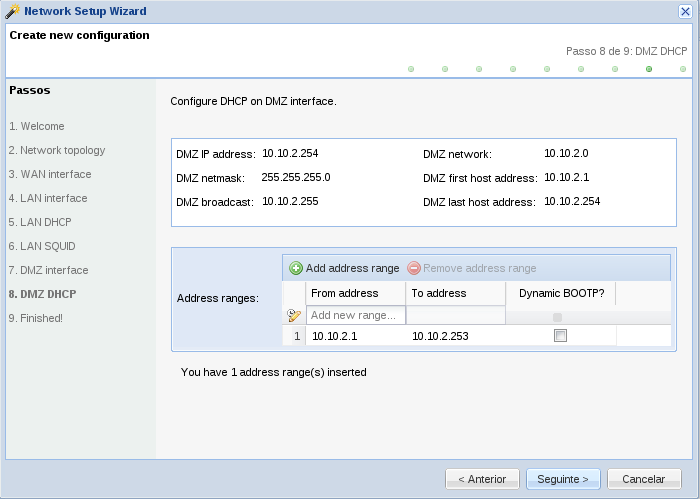 Network Setup Wizard
Create new configuration
Passo 8 de 9: DMZ DHCP
Passos
1. Welcome
2. Network topology
3. WAN interface
4. LAN interface
5. LAN DHCP
6. LAN SQUID
7. DMZ interface
8. DMZ DHCP
9. Finished!
Configure DHCP on DMZ interface.
DMZ IP address: 10.10.2.254 DMZ network: 10.10.2.0
DMZ netmask: 255.255.255.0 DMZ first host address: 10.10.2.1
DMZ broadcast: 10.10.2.255 DMZ last host address: 10.10.2.254
Address ranges:
Add address range Remove address range
From address To address Dynamic BOOTP?
Add new range...
1 10.10.2.1 10.10.2.253
You have 1 address range(s) inserted
< Anterior Seguinte > Cancelar